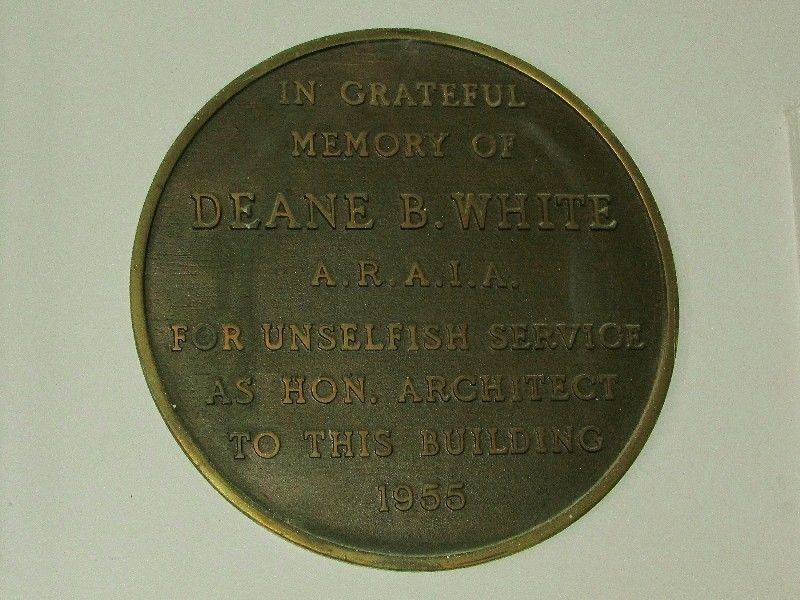 IN GRATEFUL
MEMORY OF
DEANE B. WHITE
A.R.A.I.A.
FOR UNSELFISH SERVICE
AS HON. ARCHITECT
TO THIS BUILDING
1955